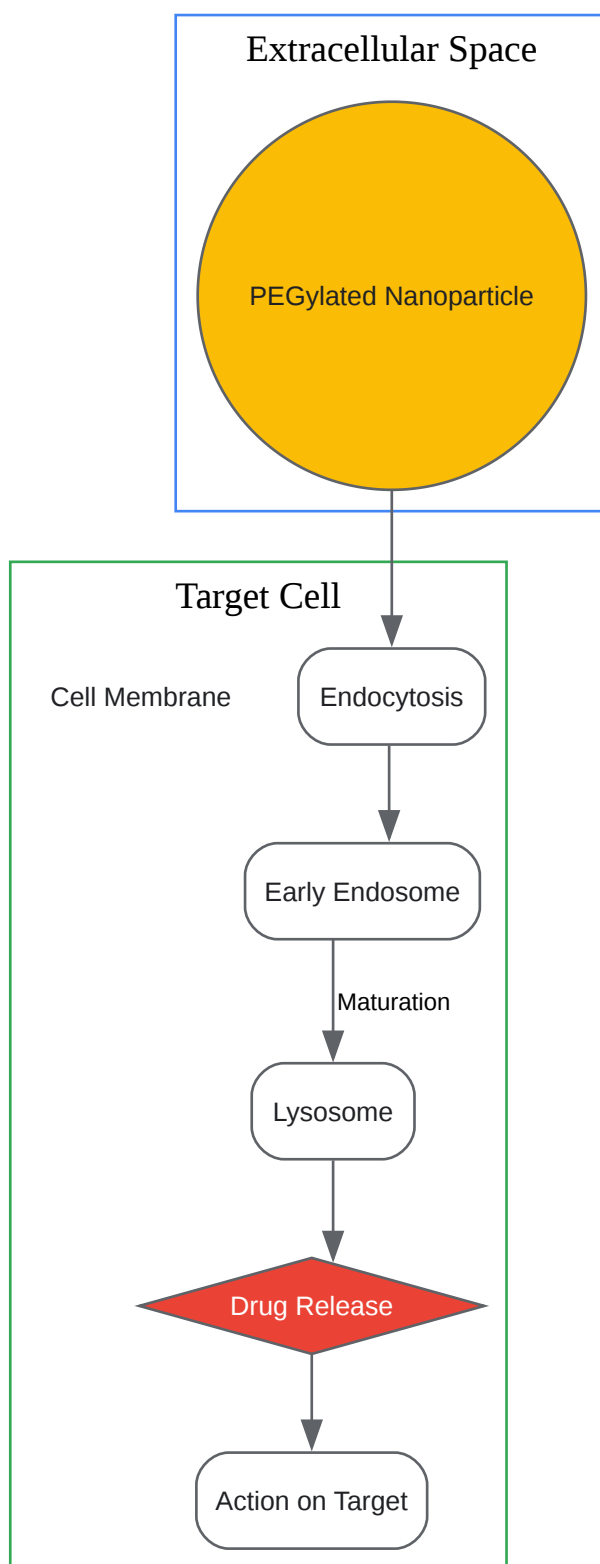 Extracellular Space
PEGylated Nanoparticle
Target Cell
Cell Membrane
Endocytosis
Early Endosome
Maturation
Lysosome
Drug Release
Action on Target